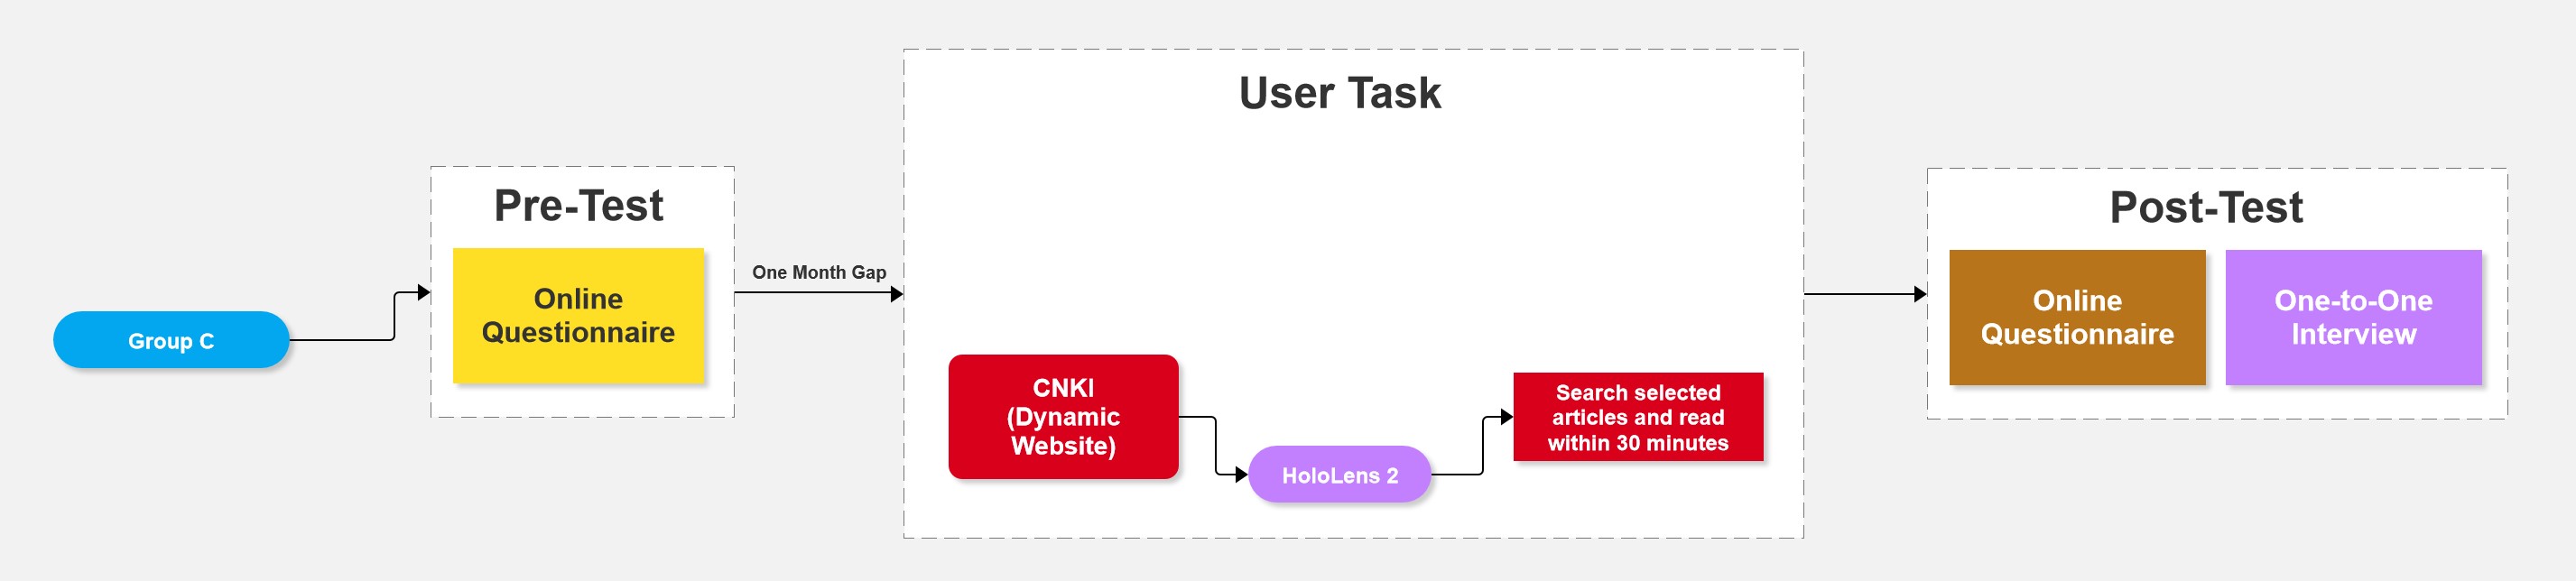 Group C
Pre-Test
Online
Questionnaire
One Month Gap
User Task
CNKI
(Dynamic
Website)
HoloLens 2
Search selected
articles and read
within 30 minutes
Post-Test
Online
Questionnaire
One-to-One
Interview